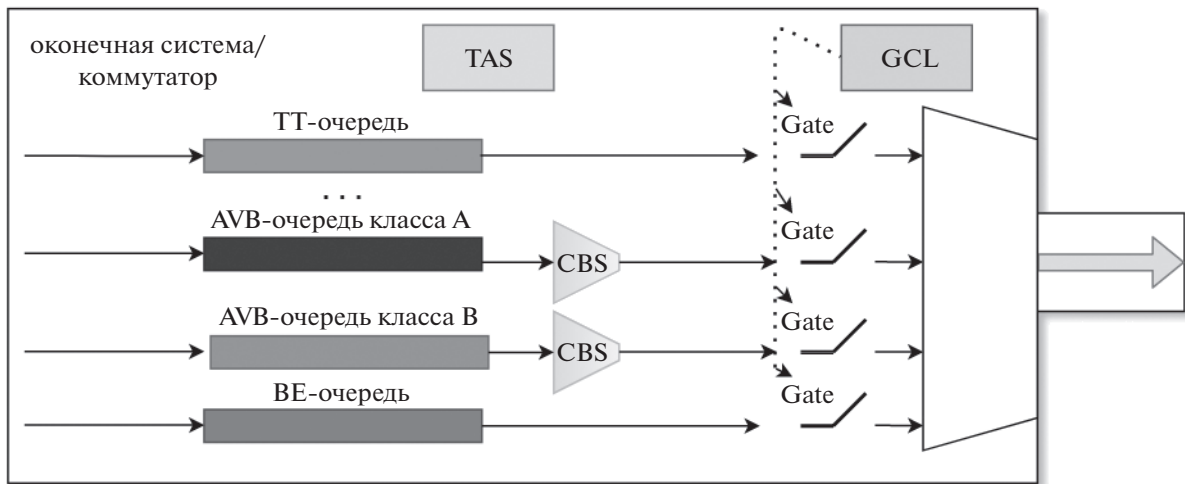 оконечная система/
коммутатор
TAS
GCL
TT-очередь
Gate
...
AVB-очередь класса A
CBS
Gate
AVB-очередь класса B
CBS
Gate
BE-очередь
Gate